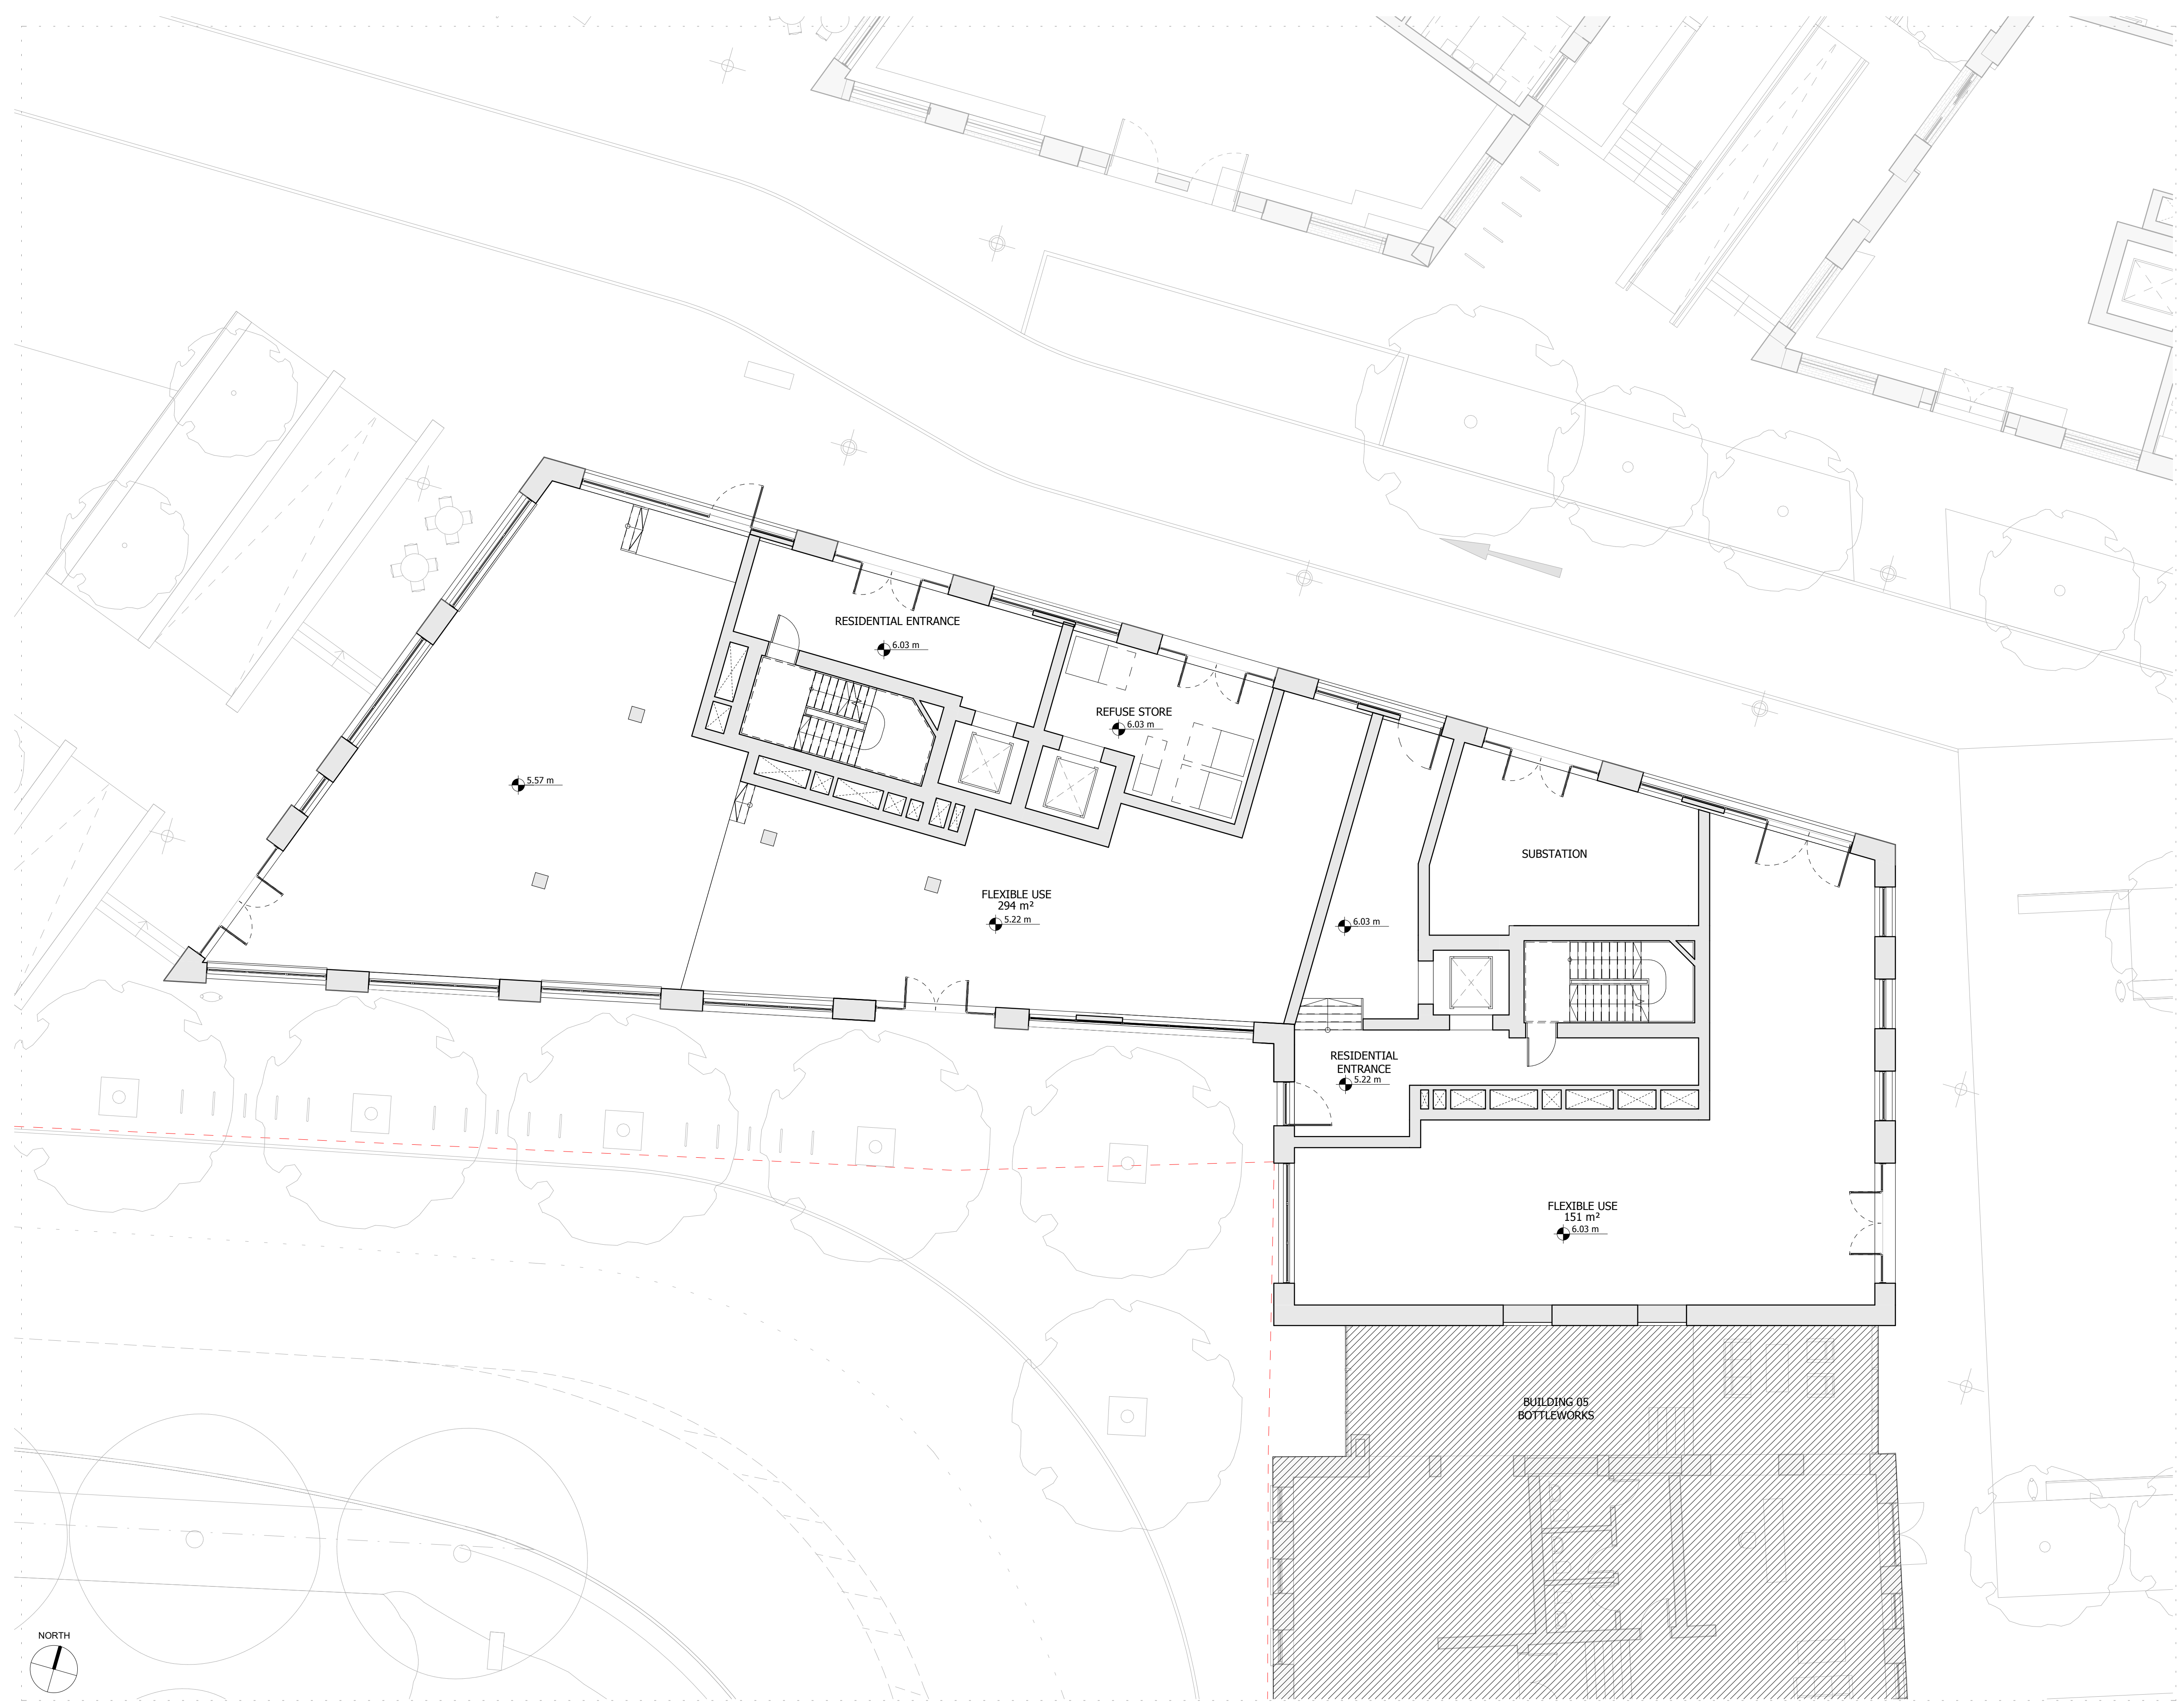 RESIDENTIAL ENTRANCE
6.03 m
REFUSE STORE
6.03 m
5.57 m
SUBSTATION
FLEXIBLE USE
294 m²
5.22 m
6.03 m
RESIDENTIAL
ENTRANCE
5.22 m
FLEXIBLE USE
151 m²
6.03 m
BUILDING 05
BOTTLEWORKS
NORTH